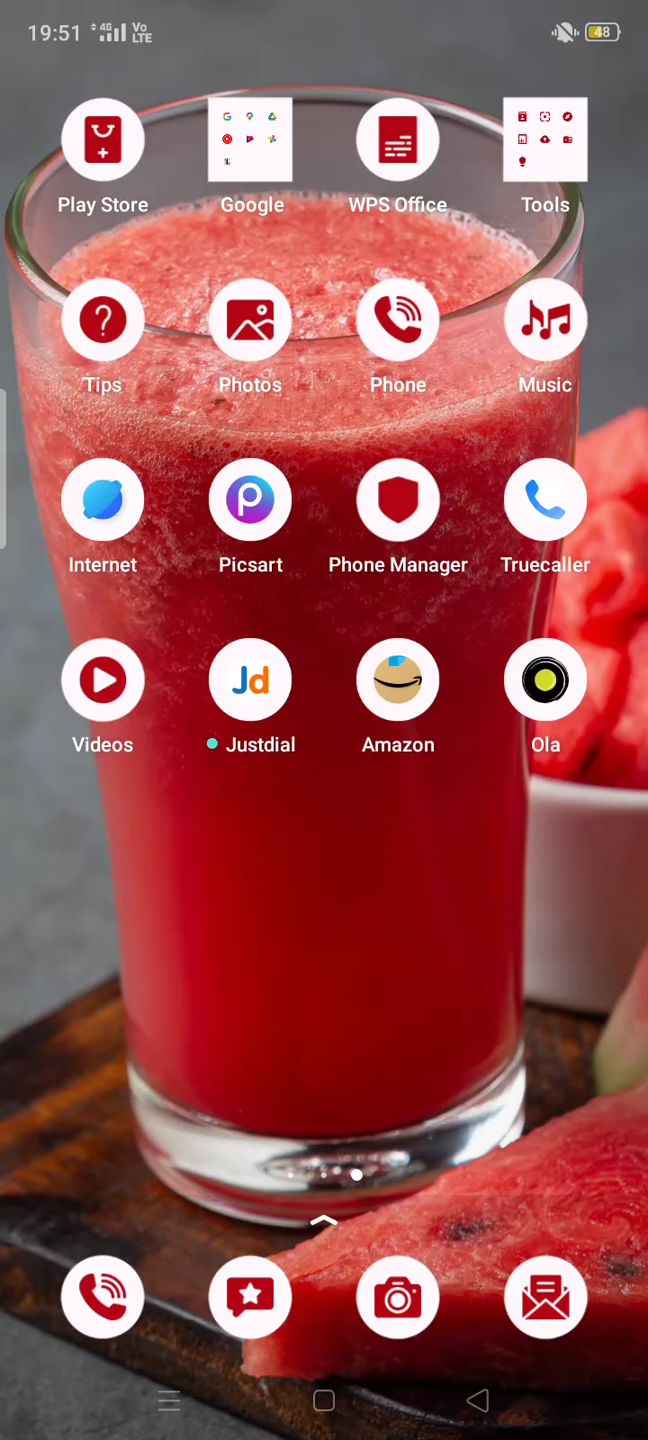 19:51 4G Vo LTE 48
Play Store Google WPS Office Tools
Tips Photos Phone Music
Internet Picsart Phone Manager Truecaller
Jd
Videos Justdial Amazon Ola